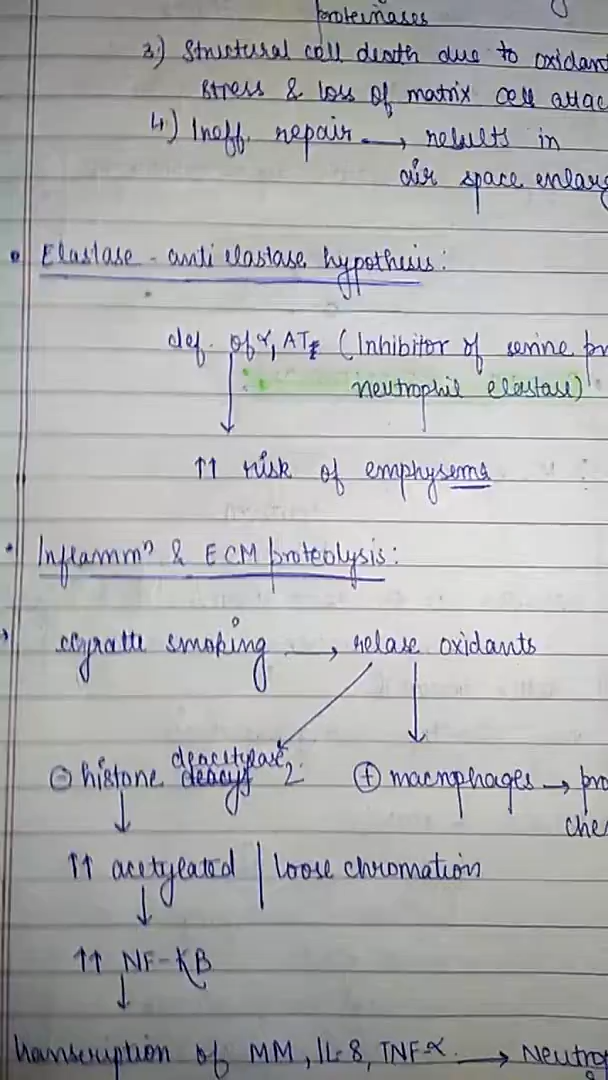 proteinases
3.) Structural cell death due to oxidant
stress & loss of matrix cell attac
4.) Ineff. repair → results in
air space enlarg
• Elastase - anti elastase hypothesis:
def. of α, AT (Inhibitor of serine pr
neutrophil elastase)
↑↑ risk of emphysema
• Inflammⁿ & ECM proteolysis:
→ cigratte smoking → relase oxidants
⊖ histone deacetylase 2 ⊕ macrophages → pro
che
↑↑ acetylated / loose chromation
↑↑ NF-KB
transcription of MM, IL-8, TNF-α → Neutrop